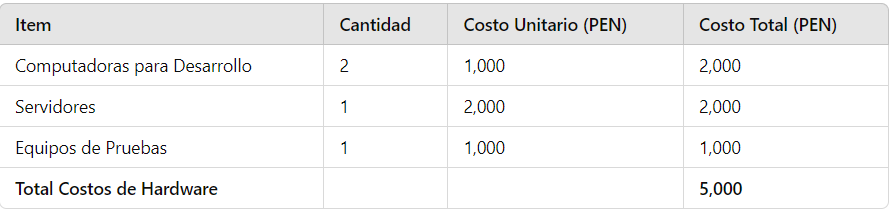 Item Cantidad Costo Unitario (PEN) Costo Total (PEN)
Computadoras para Desarrollo 2 1,000 2,000
Servidores 1 2,000 2,000
Equipos de Pruebas 1 1,000 1,000
Total Costos de Hardware 5,000